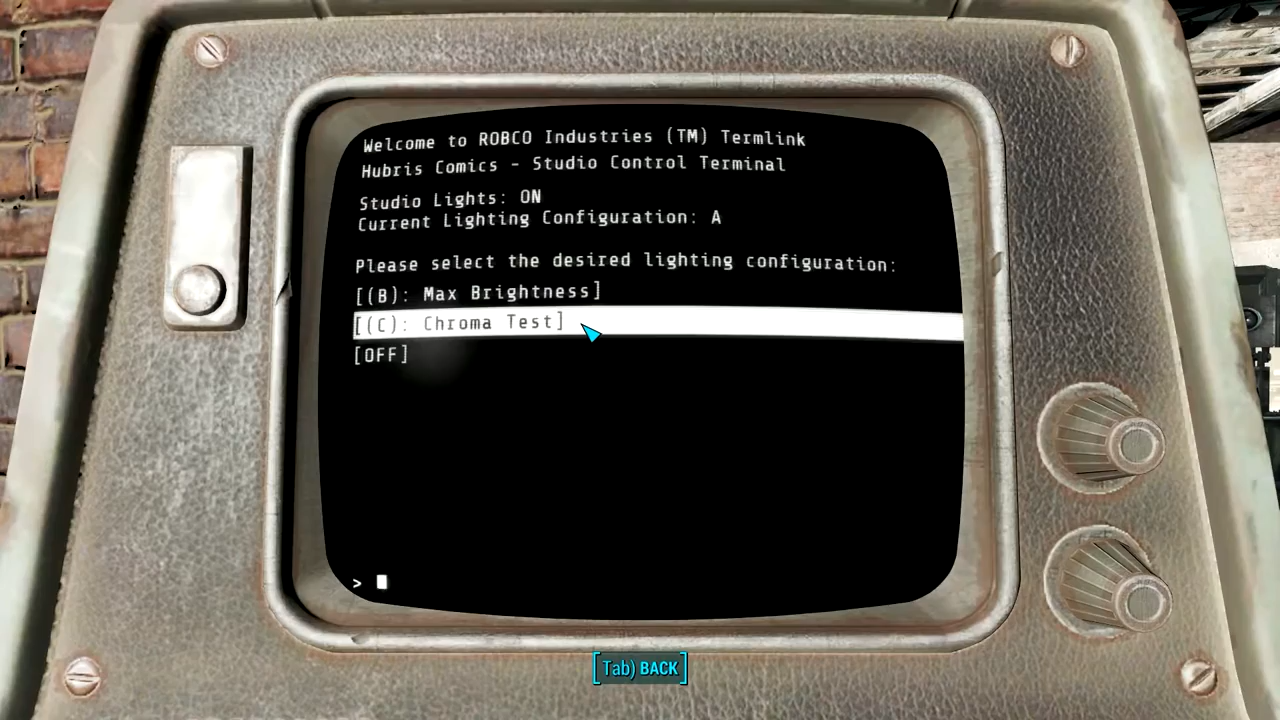 Welcome to ROBCO Industries (TM) Termlink
Hubris Comics - Studio Control Terminal
Studio Lights: ON
Current Lighting Configuration: A
Please select the desired lighting configuration:
[(B): Max Brightness]
[(C): Chroma Test]
[OFF]
>
Tab) BACK